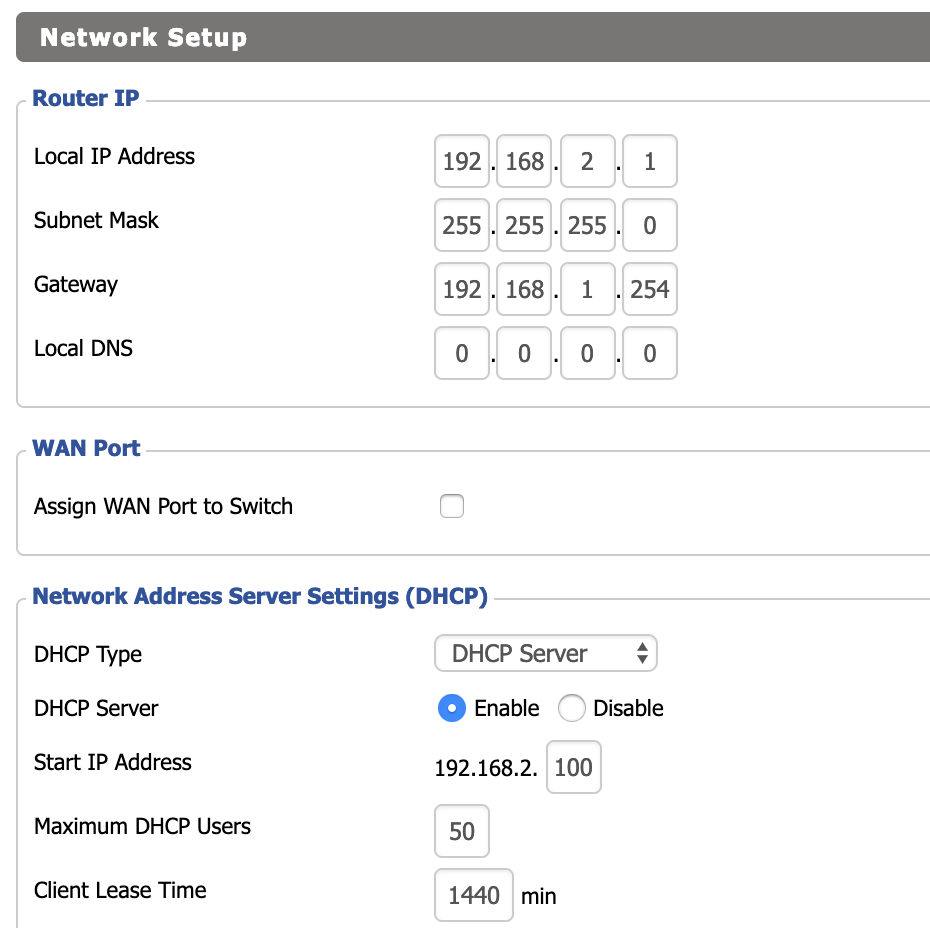 Network Setup
Router IP
Local IP Address 192 . 168 . 2 . 1
Subnet Mask 255 . 255 . 255 . 0
Gateway 192 . 168 . 1 . 254
Local DNS 0 . 0 . 0 . 0
WAN Port
Assign WAN Port to Switch
Network Address Server Settings (DHCP)
DHCP Type DHCP Server
DHCP Server Enable Disable
Start IP Address 192.168.2. 100
Maximum DHCP Users 50
Client Lease Time 1440 min